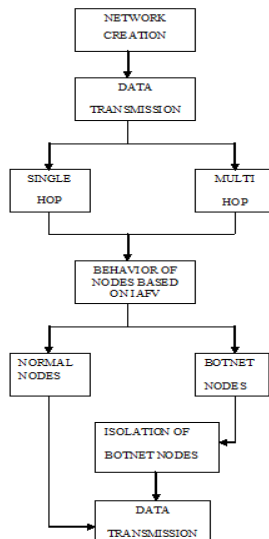 NETWORK
CREATION
DATA
TRANSMISSION
SINGLE
HOP
MULTI
HOP
BEHAVIOR OF
NODES BASED
ON IAFV
NORMAL
NODES
BOTNET
NODES
ISOLATION OF
BOTNET NODES
DATA
TRANSMISSION